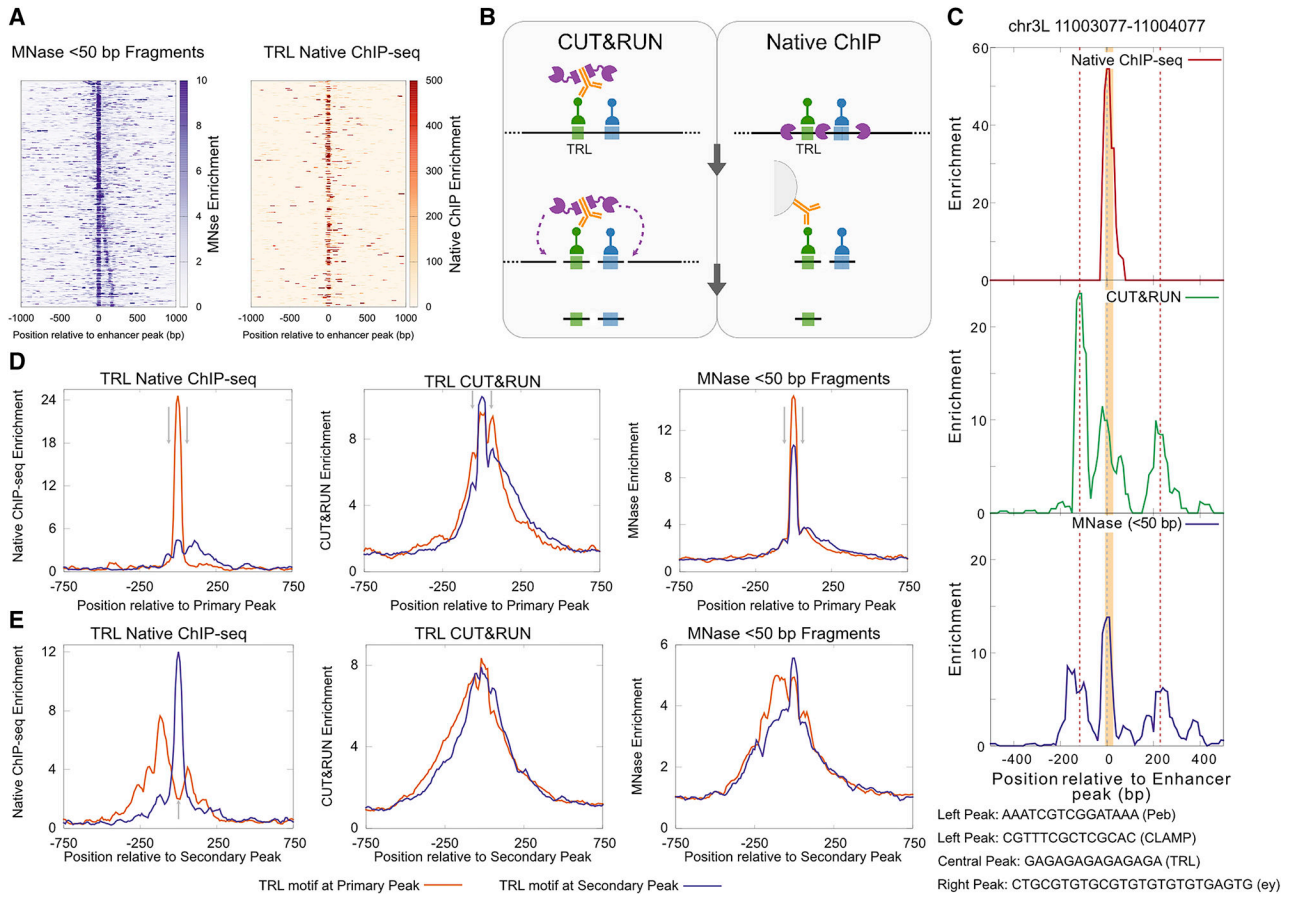 A
MNase <50 bp Fragments
10
8
6
4
2
0
MNse Enrichment
-1000 -500 0 500 1000
Position relative to enhancer peak (bp)
TRL Native ChIP-seq
500
400
300
200
100
0
Native ChIP Enrichment
-1000 -500 0 500 1000
Position relative to enhancer peak (bp)
B
CUT&RUN
TRL
Native ChIP
TRL
C
chr3L 11003077-11004077
Native ChIP-seq
60
40
20
0
Enrichment
CUT&RUN
20
10
0
Enrichment
MNase (<50 bp)
20
10
0
Enrichment
-400 -200 0 200 400
Position relative to Enhancer
peak (bp)
Left Peak: AAATCGTCGGATAAA (Peb)
Left Peak: CGTTTCGCTCGCAC (CLAMP)
Central Peak: GAGAGAGAGAGAGA (TRL)
Right Peak: CTGCGTGTGCGTGTGTGTGTGAGTG (ey)
D
TRL Native ChIP-seq
Native ChIP-seq Enrichment
24
18
12
6
0
-750 -250 250 750
Position relative to Primary Peak
TRL CUT&RUN
CUT&RUN Enrichment
8
4
0
-750 -250 250 750
Position relative to Primary Peak
MNase <50 bp Fragments
MNase Enrichment
12
8
4
0
-750 -250 250 750
Position relative to Primary Peak
E
TRL Native ChIP-seq
Native ChIP-seq Enrichment
12
8
4
0
-750 -250 250 750
Position relative to Secondary Peak
TRL CUT&RUN
CUT&RUN Enrichment
8
4
0
-750 -250 250 750
Position relative to Secondary Peak
MNase <50 bp Fragments
MNase Enrichment
6
4
2
0
-750 -250 250 750
Position relative to Secondary Peak
TRL motif at Primary Peak
TRL motif at Secondary Peak